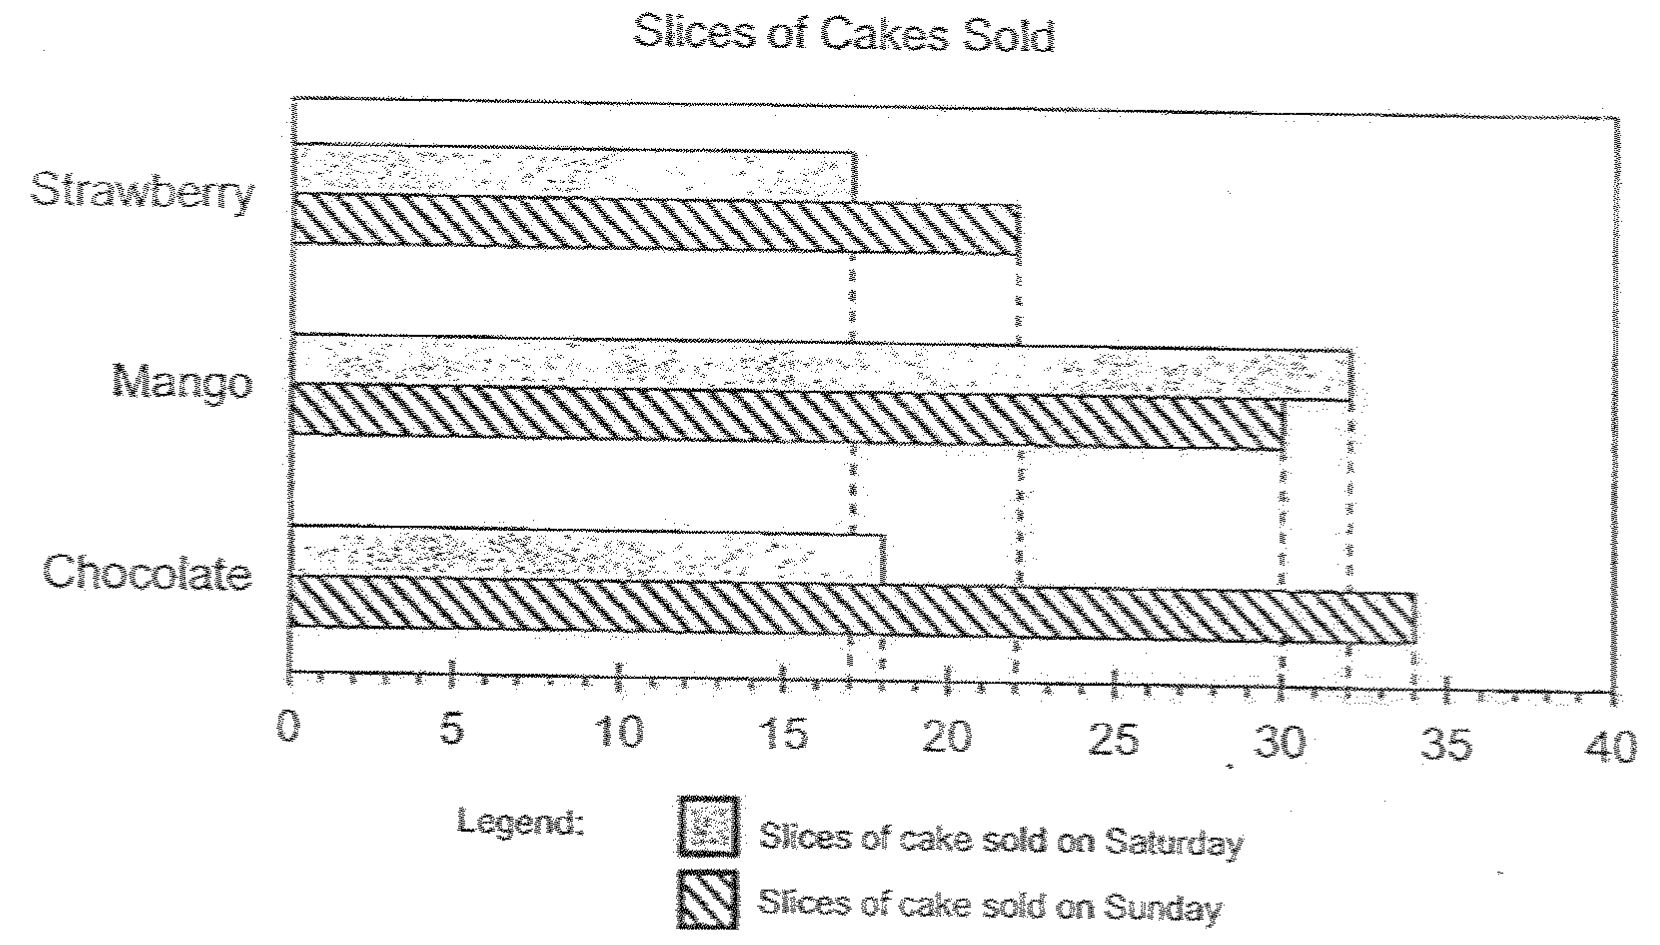 Slices of Cakes Sold
Strawberry
Mango
Chocolate
0 5 10 15 20 25 30 35 40
Legend:
Slices of cake sold on Saturday
Slices of cake sold on Sunday